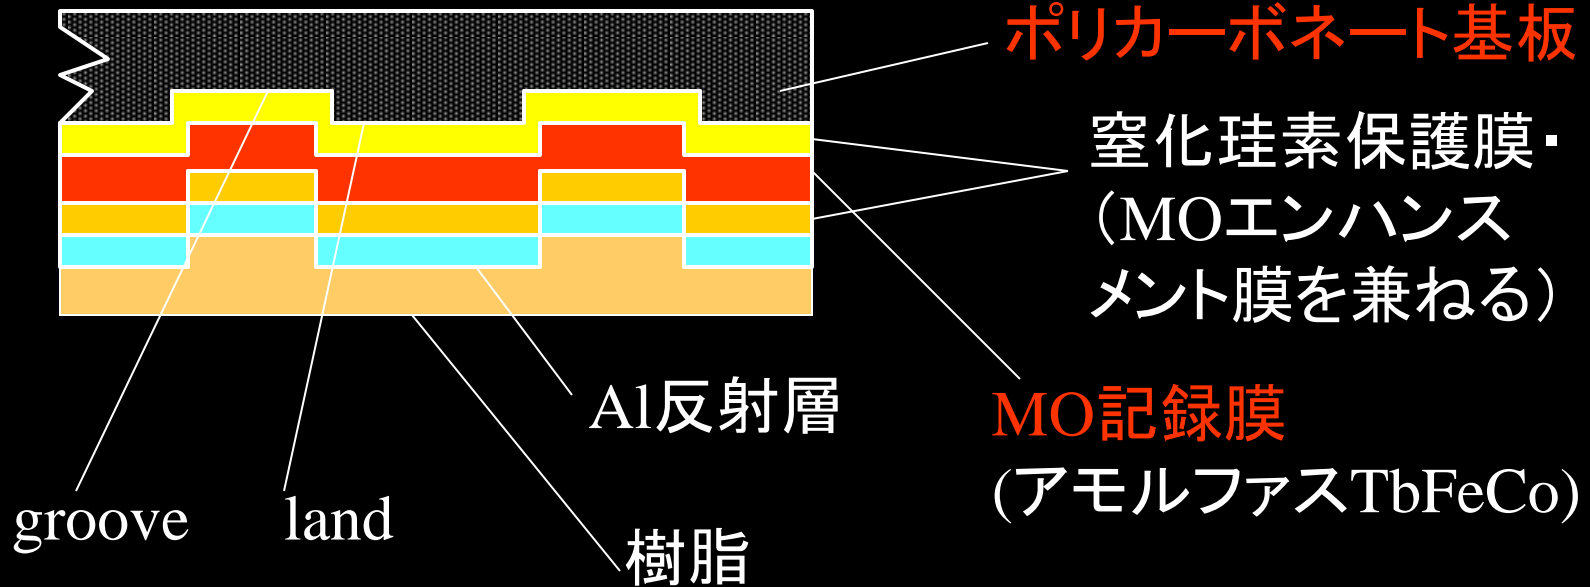 ポリカーボネート基板
窒化珪素保護膜・
（MOエンハンス
メント膜を兼ねる）
Al反射層
MO記録膜
(アモルファスTbFeCo)
groove
land
樹脂